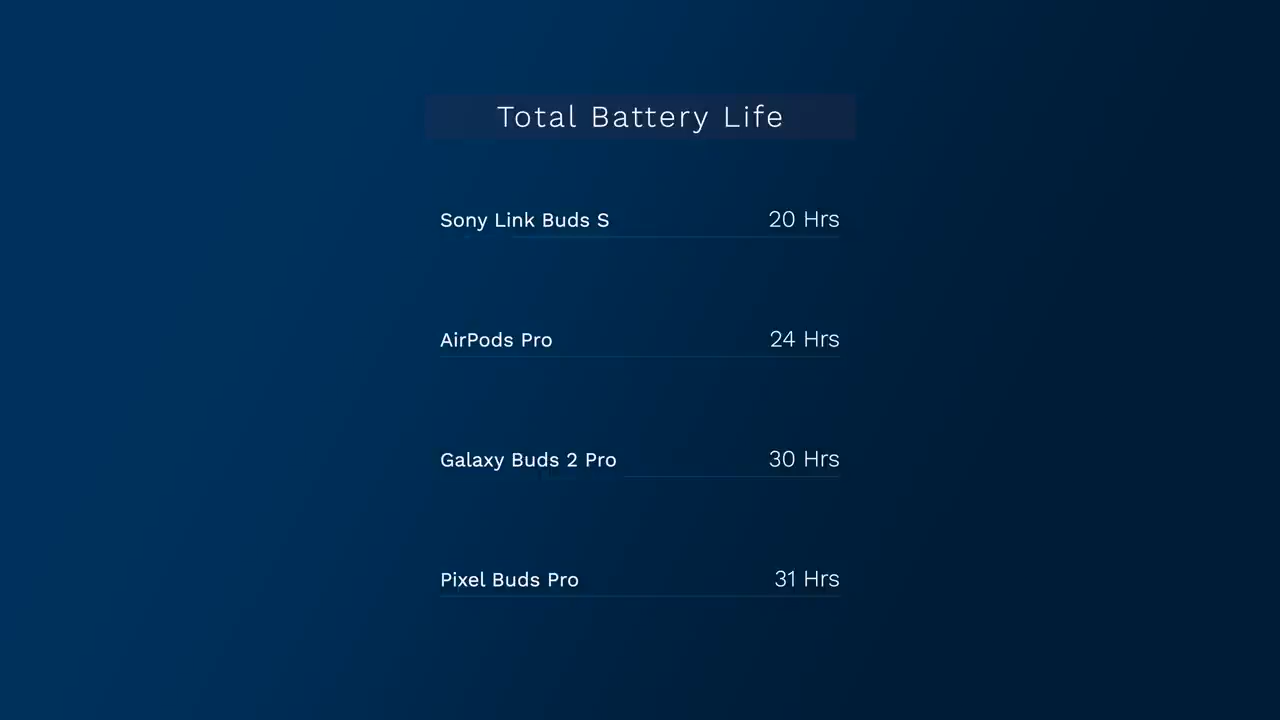 Total Battery Life
Sony Link Buds S 20 Hrs
AirPods Pro 24 Hrs
Galaxy Buds 2 Pro 30 Hrs
Pixel Buds Pro 31 Hrs